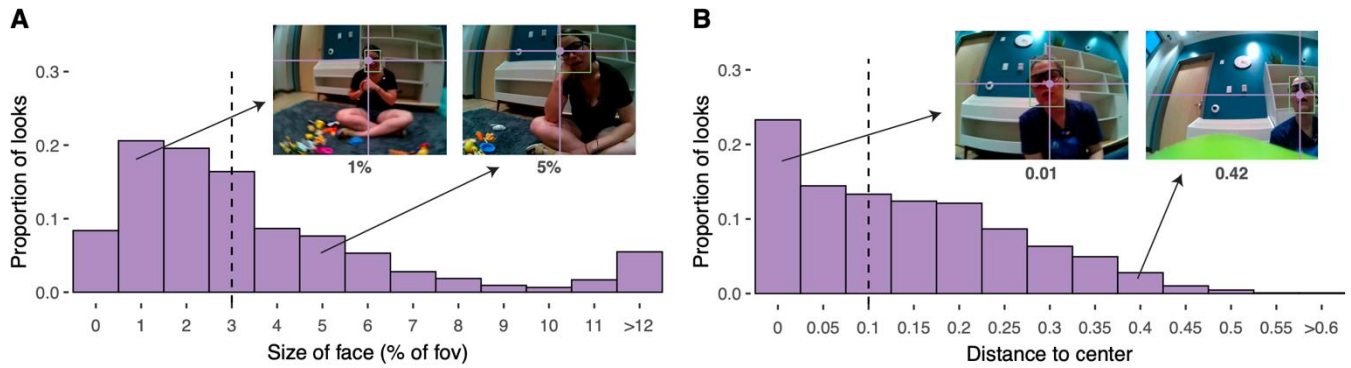 A
Proportion of looks
0.3
0.2
0.1
0.0
1%
5%
0 1 2 3 4 5 6 7 8 9 10 11 >12
Size of face (% of fov)
B
Proportion of looks
0.3
0.2
0.1
0.0
0.01
0.42
0 0.05 0.1 0.15 0.2 0.25 0.3 0.35 0.4 0.45 0.5 0.55 >0.6
Distance to center